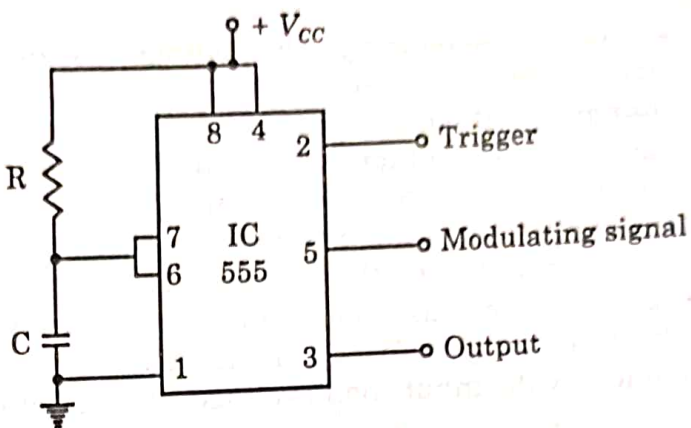 + VCC
8 4
2 Trigger
R
7 IC
5 Modulating signal
6 555
C
3 Output
1